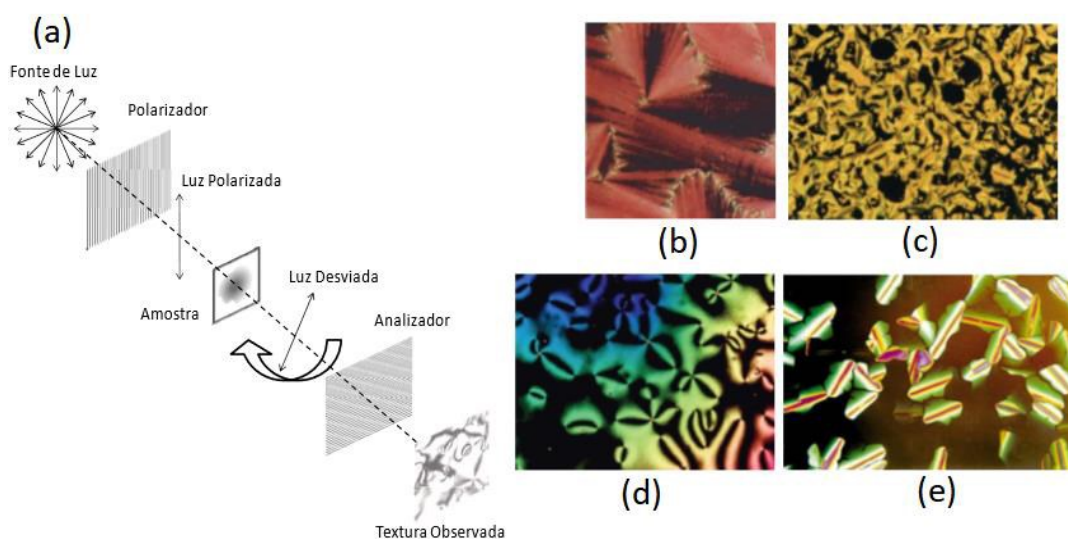 (a)
Fonte de Luz
Polarizador
Luz Polarizada
Amostra
Luz Desviada
Analizador
Textura Observada
(b)
(c)
(d)
(e)